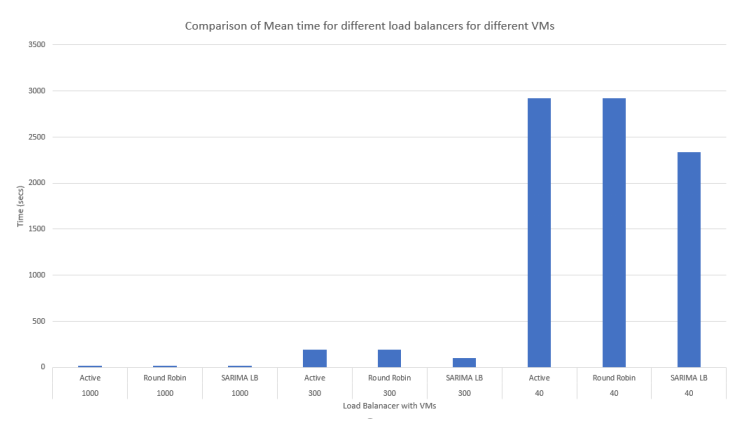 Comparison of Mean time for different load balancers for different VMs
3500
3000
2500
2000
1500
1000
500
0
Time (secs)
Active Round Robin SARIMA LB Active Round Robin SARIMA LB Active Round Robin SARIMA LB
1000 1000 1000 300 300 300 40 40 40
Load Balanacer with VMs